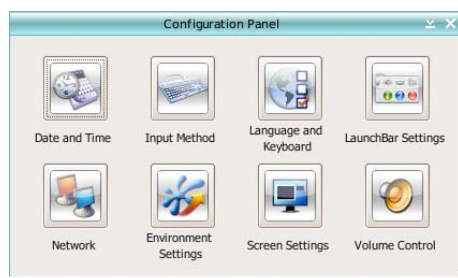 Configuration Panel
Date and Time
Input Method
Language and
Keyboard
LaunchBar Settings
Network
Environment
Settings
Screen Settings
Volume Control